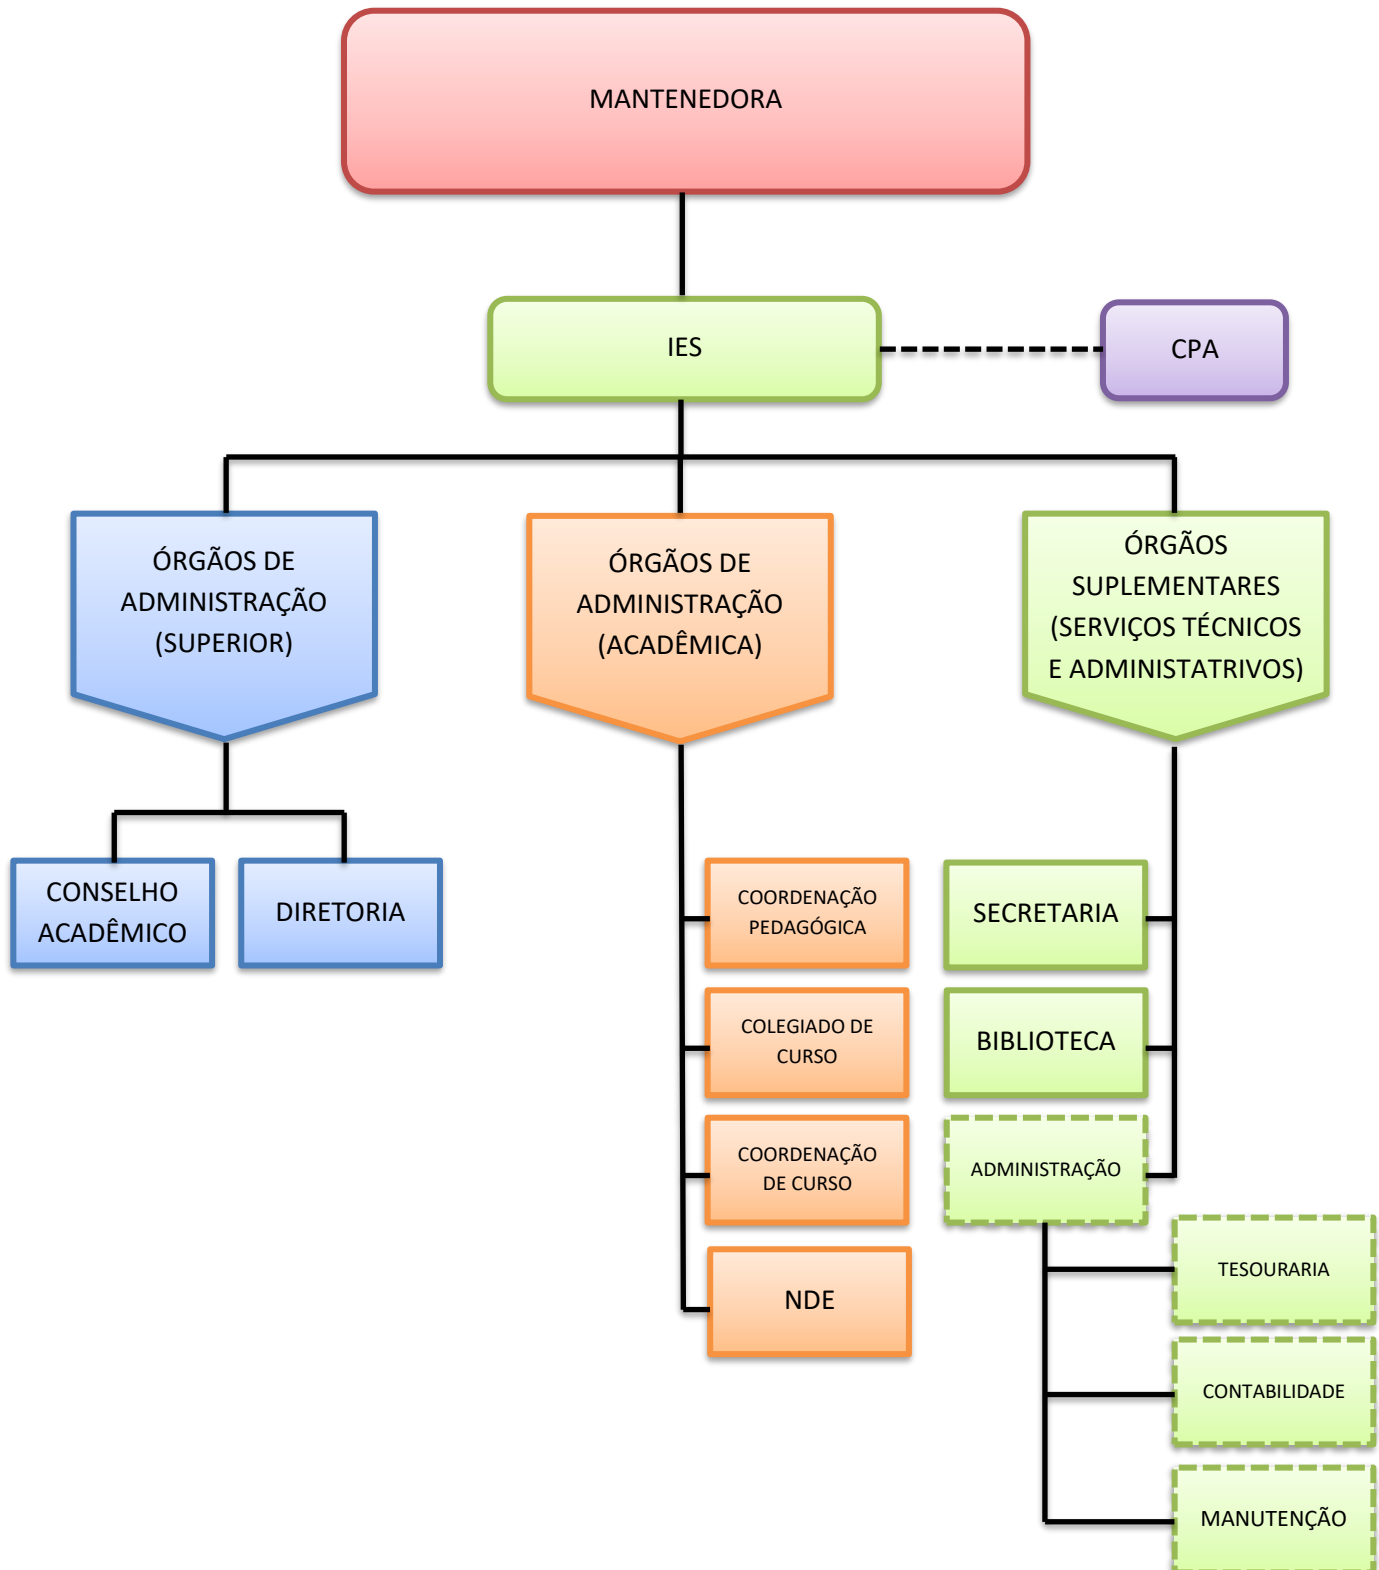 MANTENEDORA
IES
CPA
ÓRGÃOS DE
ADMINISTRAÇÃO
(SUPERIOR)
ÓRGÃOS DE
ADMINISTRAÇÃO
(ACADÊMICA)
ÓRGÃOS
SUPLEMENTARES
(SERVIÇOS TÉCNICOS
E ADMINISTATRIVOS)
CONSELHO
ACADÊMICO
DIRETORIA
COORDENAÇÃO
PEDAGÓGICA
COLEGIADO DE
CURSO
COORDENAÇÃO
DE CURSO
NDE
SECRETARIA
BIBLIOTECA
ADMINISTRAÇÃO
TESOURARIA
CONTABILIDADE
MANUTENÇÃO